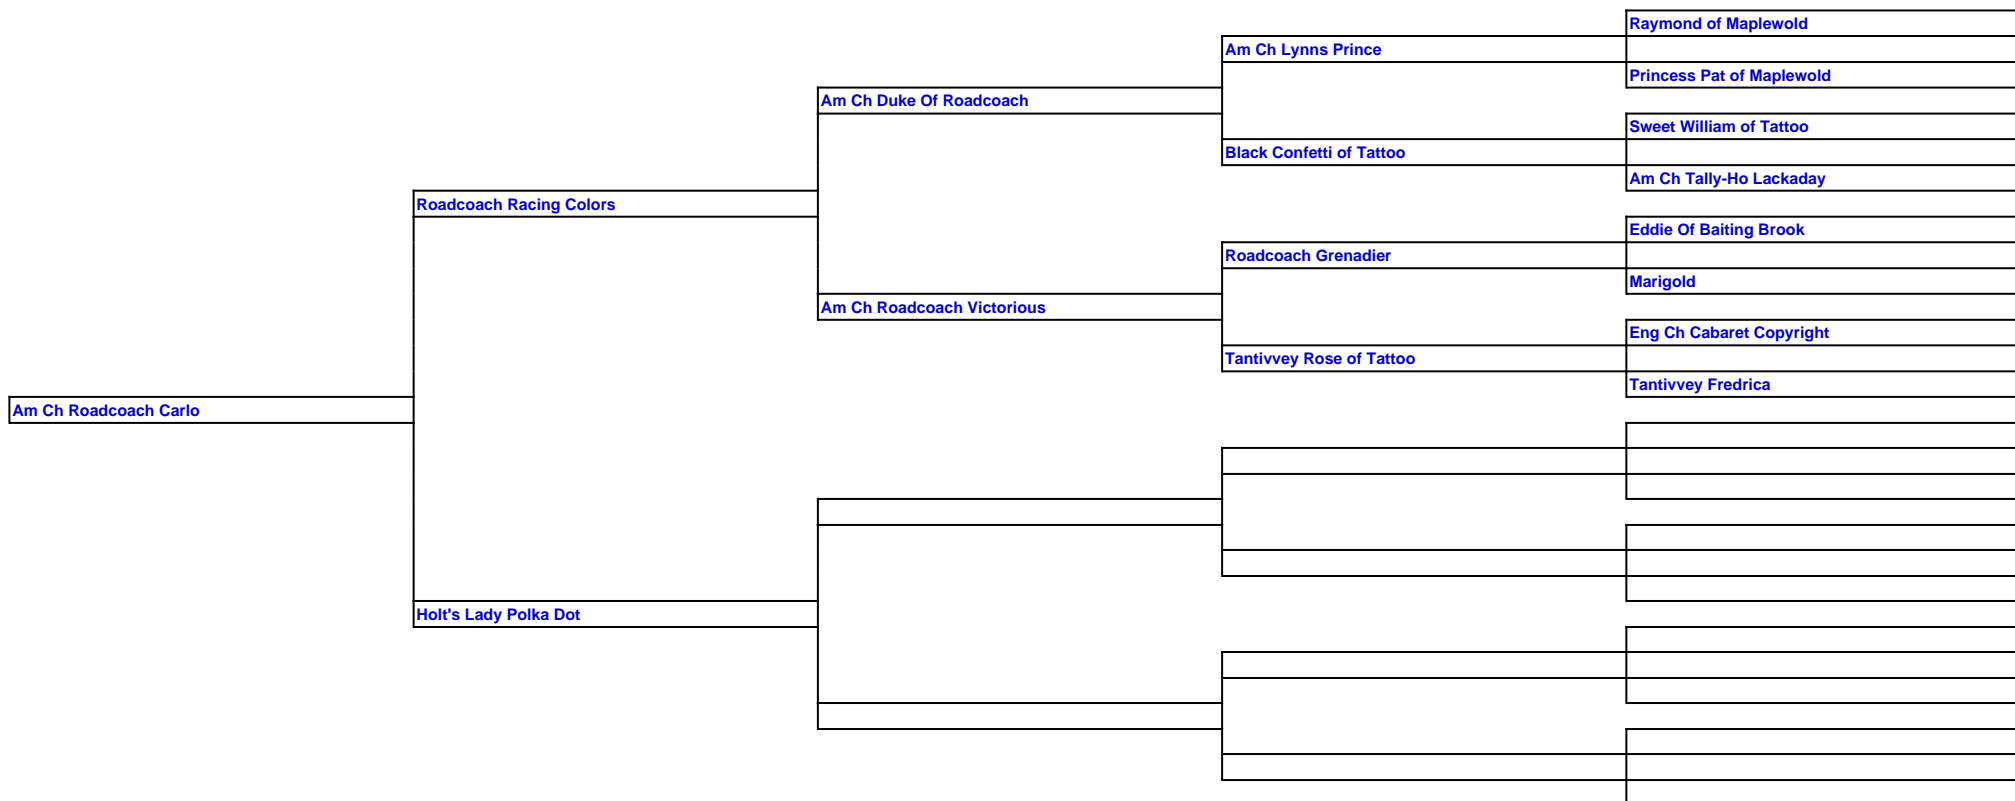 Raymond of Maplewold
Am Ch Lynns Prince
Princess Pat of Maplewold
Am Ch Duke Of Roadcoach
Sweet William of Tattoo
Black Confetti of Tattoo
Am Ch Tally-Ho Lackaday
Roadcoach Racing Colors
Eddie Of Baiting Brook
Roadcoach Grenadier
Marigold
Am Ch Roadcoach Victorious
Eng Ch Cabaret Copyright
Tantivvey Rose of Tattoo
Tantivvey Fredrica
Am Ch Roadcoach Carlo
Holt's Lady Polka Dot